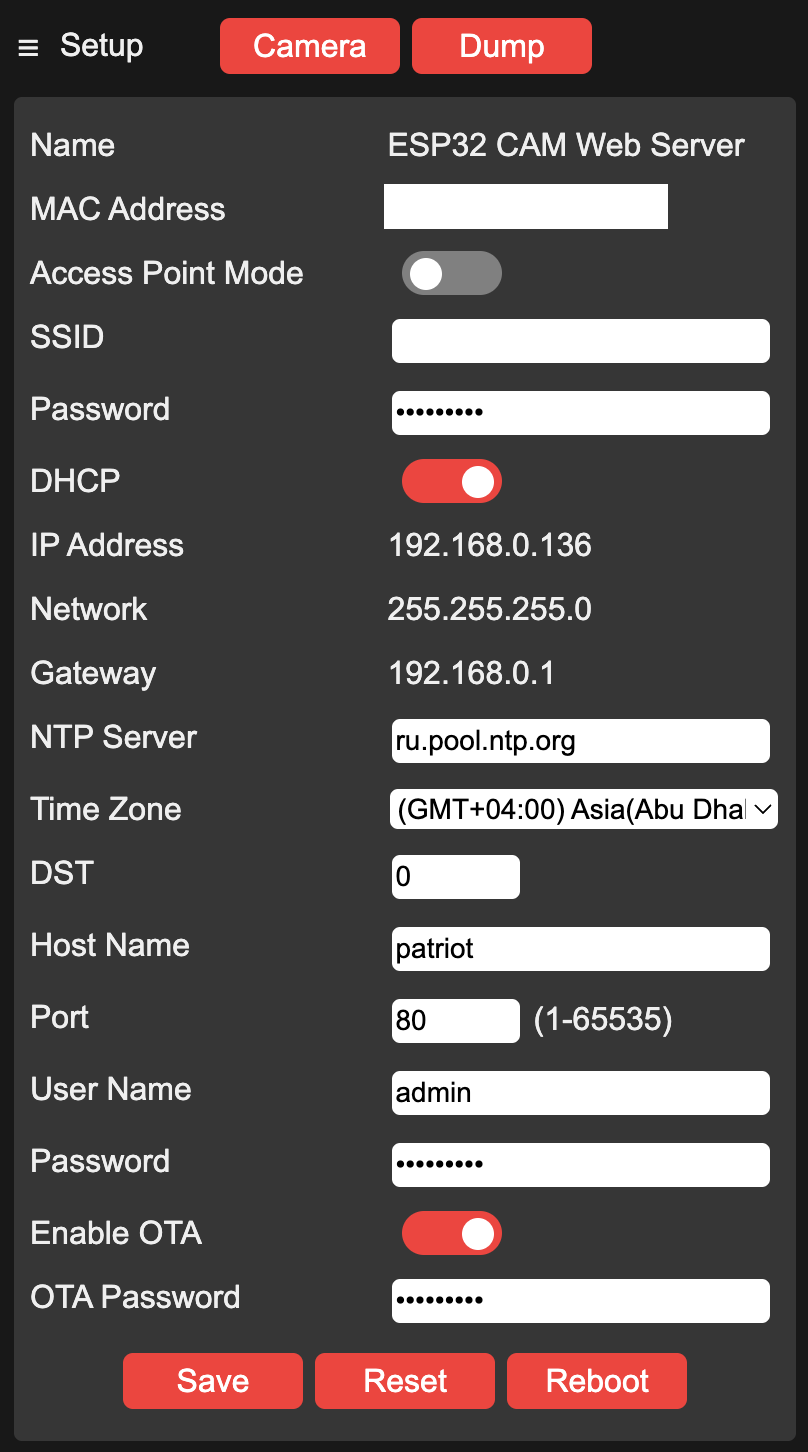 ≡ Setup Camera Dump
Name ESP32 CAM Web Server
MAC Address
Access Point Mode
SSID
Password •••••••••
DHCP
IP Address 192.168.0.136
Network 255.255.255.0
Gateway 192.168.0.1
NTP Server ru.pool.ntp.org
Time Zone (GMT+04:00) Asia(Abu Dha
DST 0
Host Name patriot
Port 80 (1-65535)
User Name admin
Password •••••••••
Enable OTA
OTA Password •••••••••
Save Reset Reboot